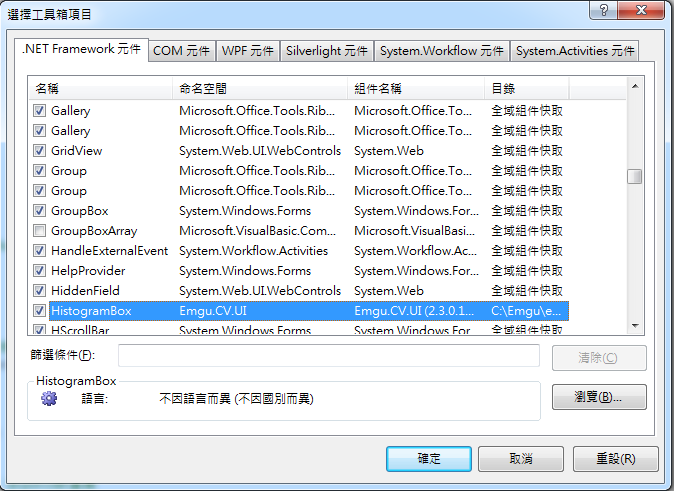 選擇工具箱項目
.NET Framework 元件 COM 元件 WPF 元件 Silverlight 元件 System.Workflow 元件 System.Activities 元件
名稱 命名空間 組件名稱 目錄
Gallery Microsoft.Office.Tools.Rib... Microsoft.Office.To... 全域組件快取
Gallery Microsoft.Office.Tools.Rib... Microsoft.Office.To... 全域組件快取
GridView System.Web.UI.WebControls System.Web 全域組件快取
Group Microsoft.Office.Tools.Rib... Microsoft.Office.To... 全域組件快取
Group Microsoft.Office.Tools.Rib... Microsoft.Office.To... 全域組件快取
GroupBox System.Windows.Forms System.Windows.For... 全域組件快取
GroupBoxArray Microsoft.VisualBasic.Com... Microsoft.VisualBasi... 全域組件快取
HandleExternalEvent System.Workflow.Activities System.Workflow.Ac... 全域組件快取
HelpProvider System.Windows.Forms System.Windows.For... 全域組件快取
HiddenField System.Web.UI.WebControls System.Web 全域組件快取
HistogramBox Emgu.CV.UI Emgu.CV.UI (2.3.0.1... C:\Emgu\e...
HScrollBar System.Windows.Forms System.Windows.For... 全域組件快取
篩選條件(F): 清除(C)
HistogramBox
語言: 不因語言而異 (不因國別而異) 瀏覽(B)...
確定 取消 重設(R)